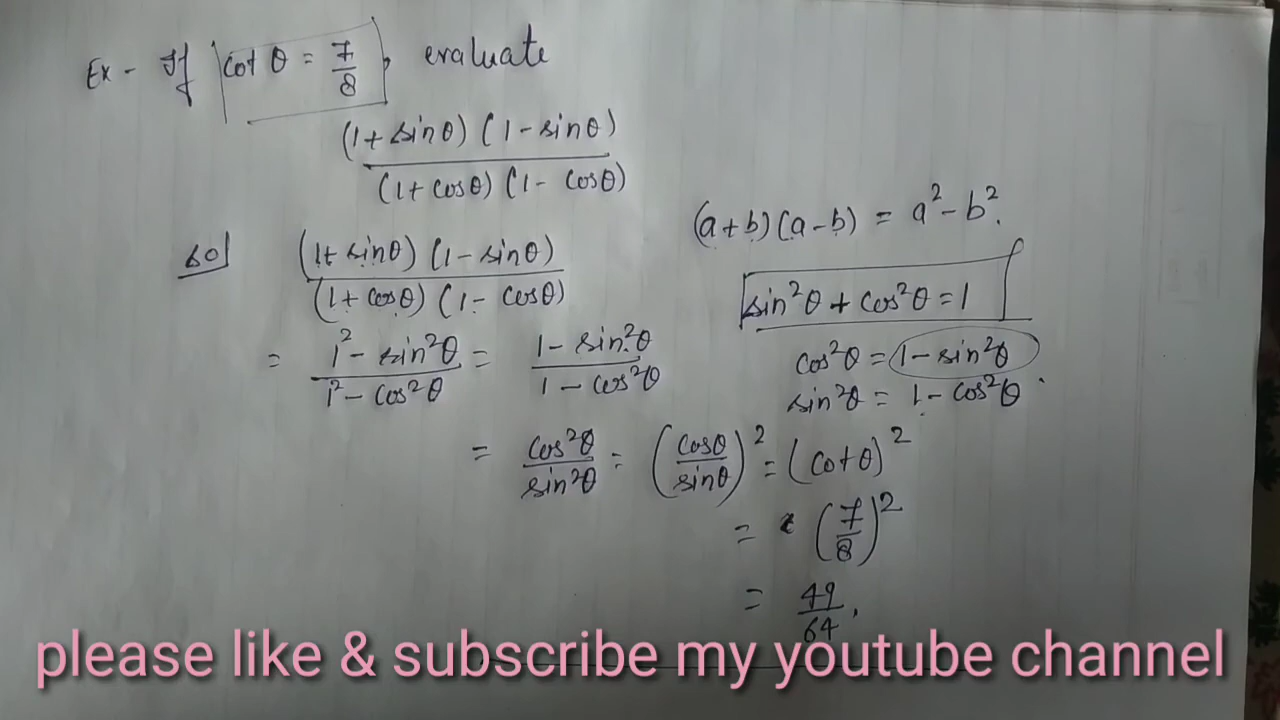 Ex - If cot θ = 7/8, evaluate
(1 + sinθ) (1 - sinθ) / (1 + cosθ) (1 - cosθ)
sol (1 + sinθ) (1 - sinθ) / (1 + cosθ) (1 - cosθ)
= 1² - sin²θ / 1² - cos²θ = 1 - sin²θ / 1 - cos²θ
= cos²θ / sin²θ = (cosθ / sinθ)² = (cotθ)²
= (7/8)²
= 49/64.
(a + b) (a - b) = a² - b².
sin²θ + cos²θ = 1
cos²θ = 1 - sin²θ
sin²θ = 1 - cos²θ.
please like & subscribe my youtube channel